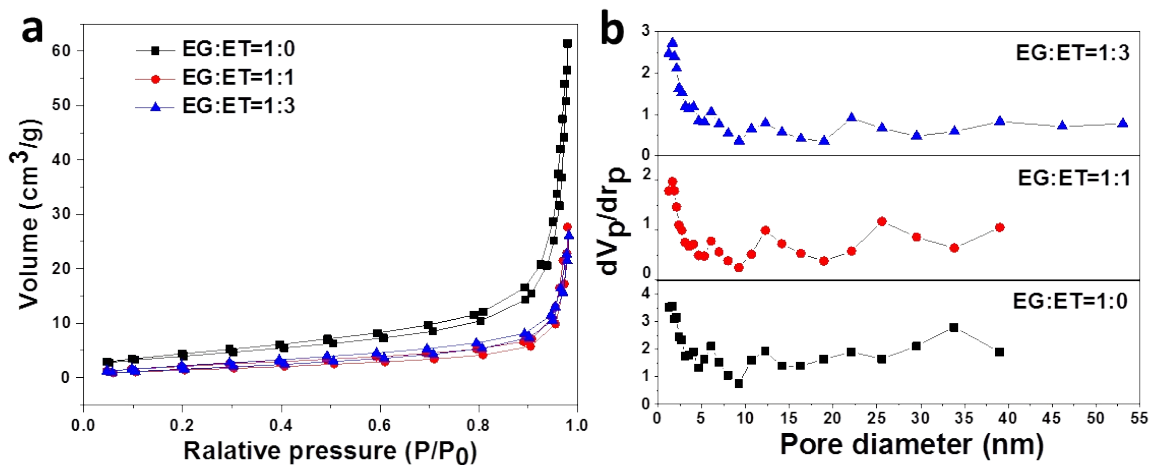 a
EG:ET=1:0
EG:ET=1:1
EG:ET=1:3
Volume (cm³/g)
60
50
40
30
20
10
0
0.0 0.2 0.4 0.6 0.8 1.0
Ralative pressure (P/P₀)
b
EG:ET=1:3
3
2
1
0
EG:ET=1:1
2
1
0
EG:ET=1:0
4
3
2
1
0
dVp/drp
0 5 10 15 20 25 30 35 40 45 50 55
Pore diameter (nm)